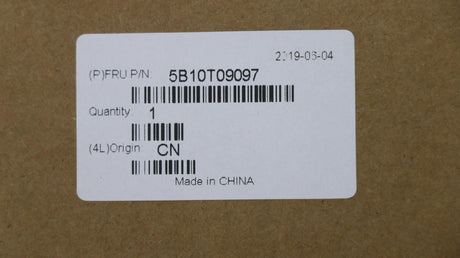 2019-06-04
(P)FRU P/N: 5B10T09097
Quantity 1
(4L)Origin CN
Made in CHINA